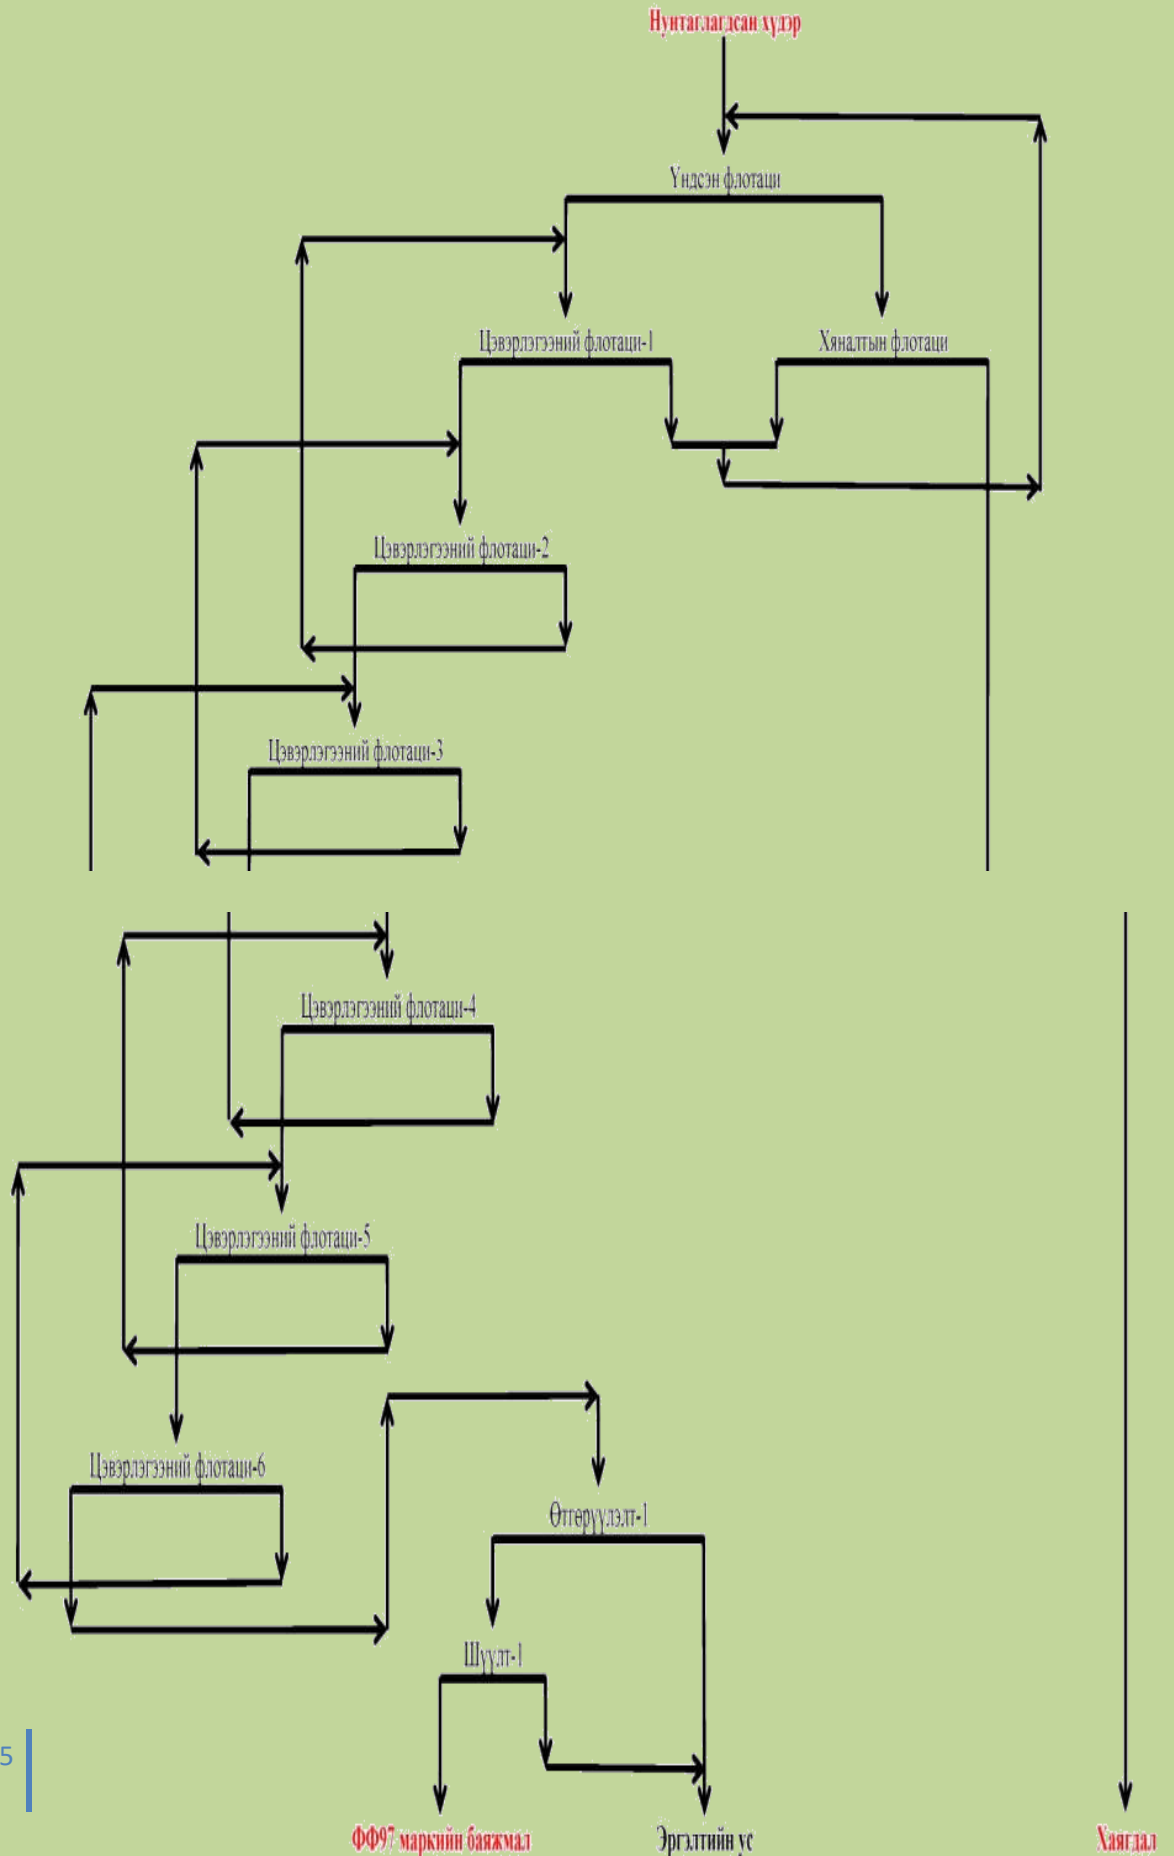 Нунтаглагдсан хүдэр
Үндсэн флотаци
Цэвэрлэгээний флотаци-1
Хяналтын флотаци
Цэвэрлэгээний флотаци-2
Цэвэрлэгээний флотаци-3
Цэвэрлэгээний флотаци-4
Цэвэрлэгээний флотаци-5
Цэвэрлэгээний флотаци-6
Өтгөрүүлэлт-1
Шүүлт-1
5
ФФ97 маркийн баяжмал
Эргэлтийн ус
Хаягдал